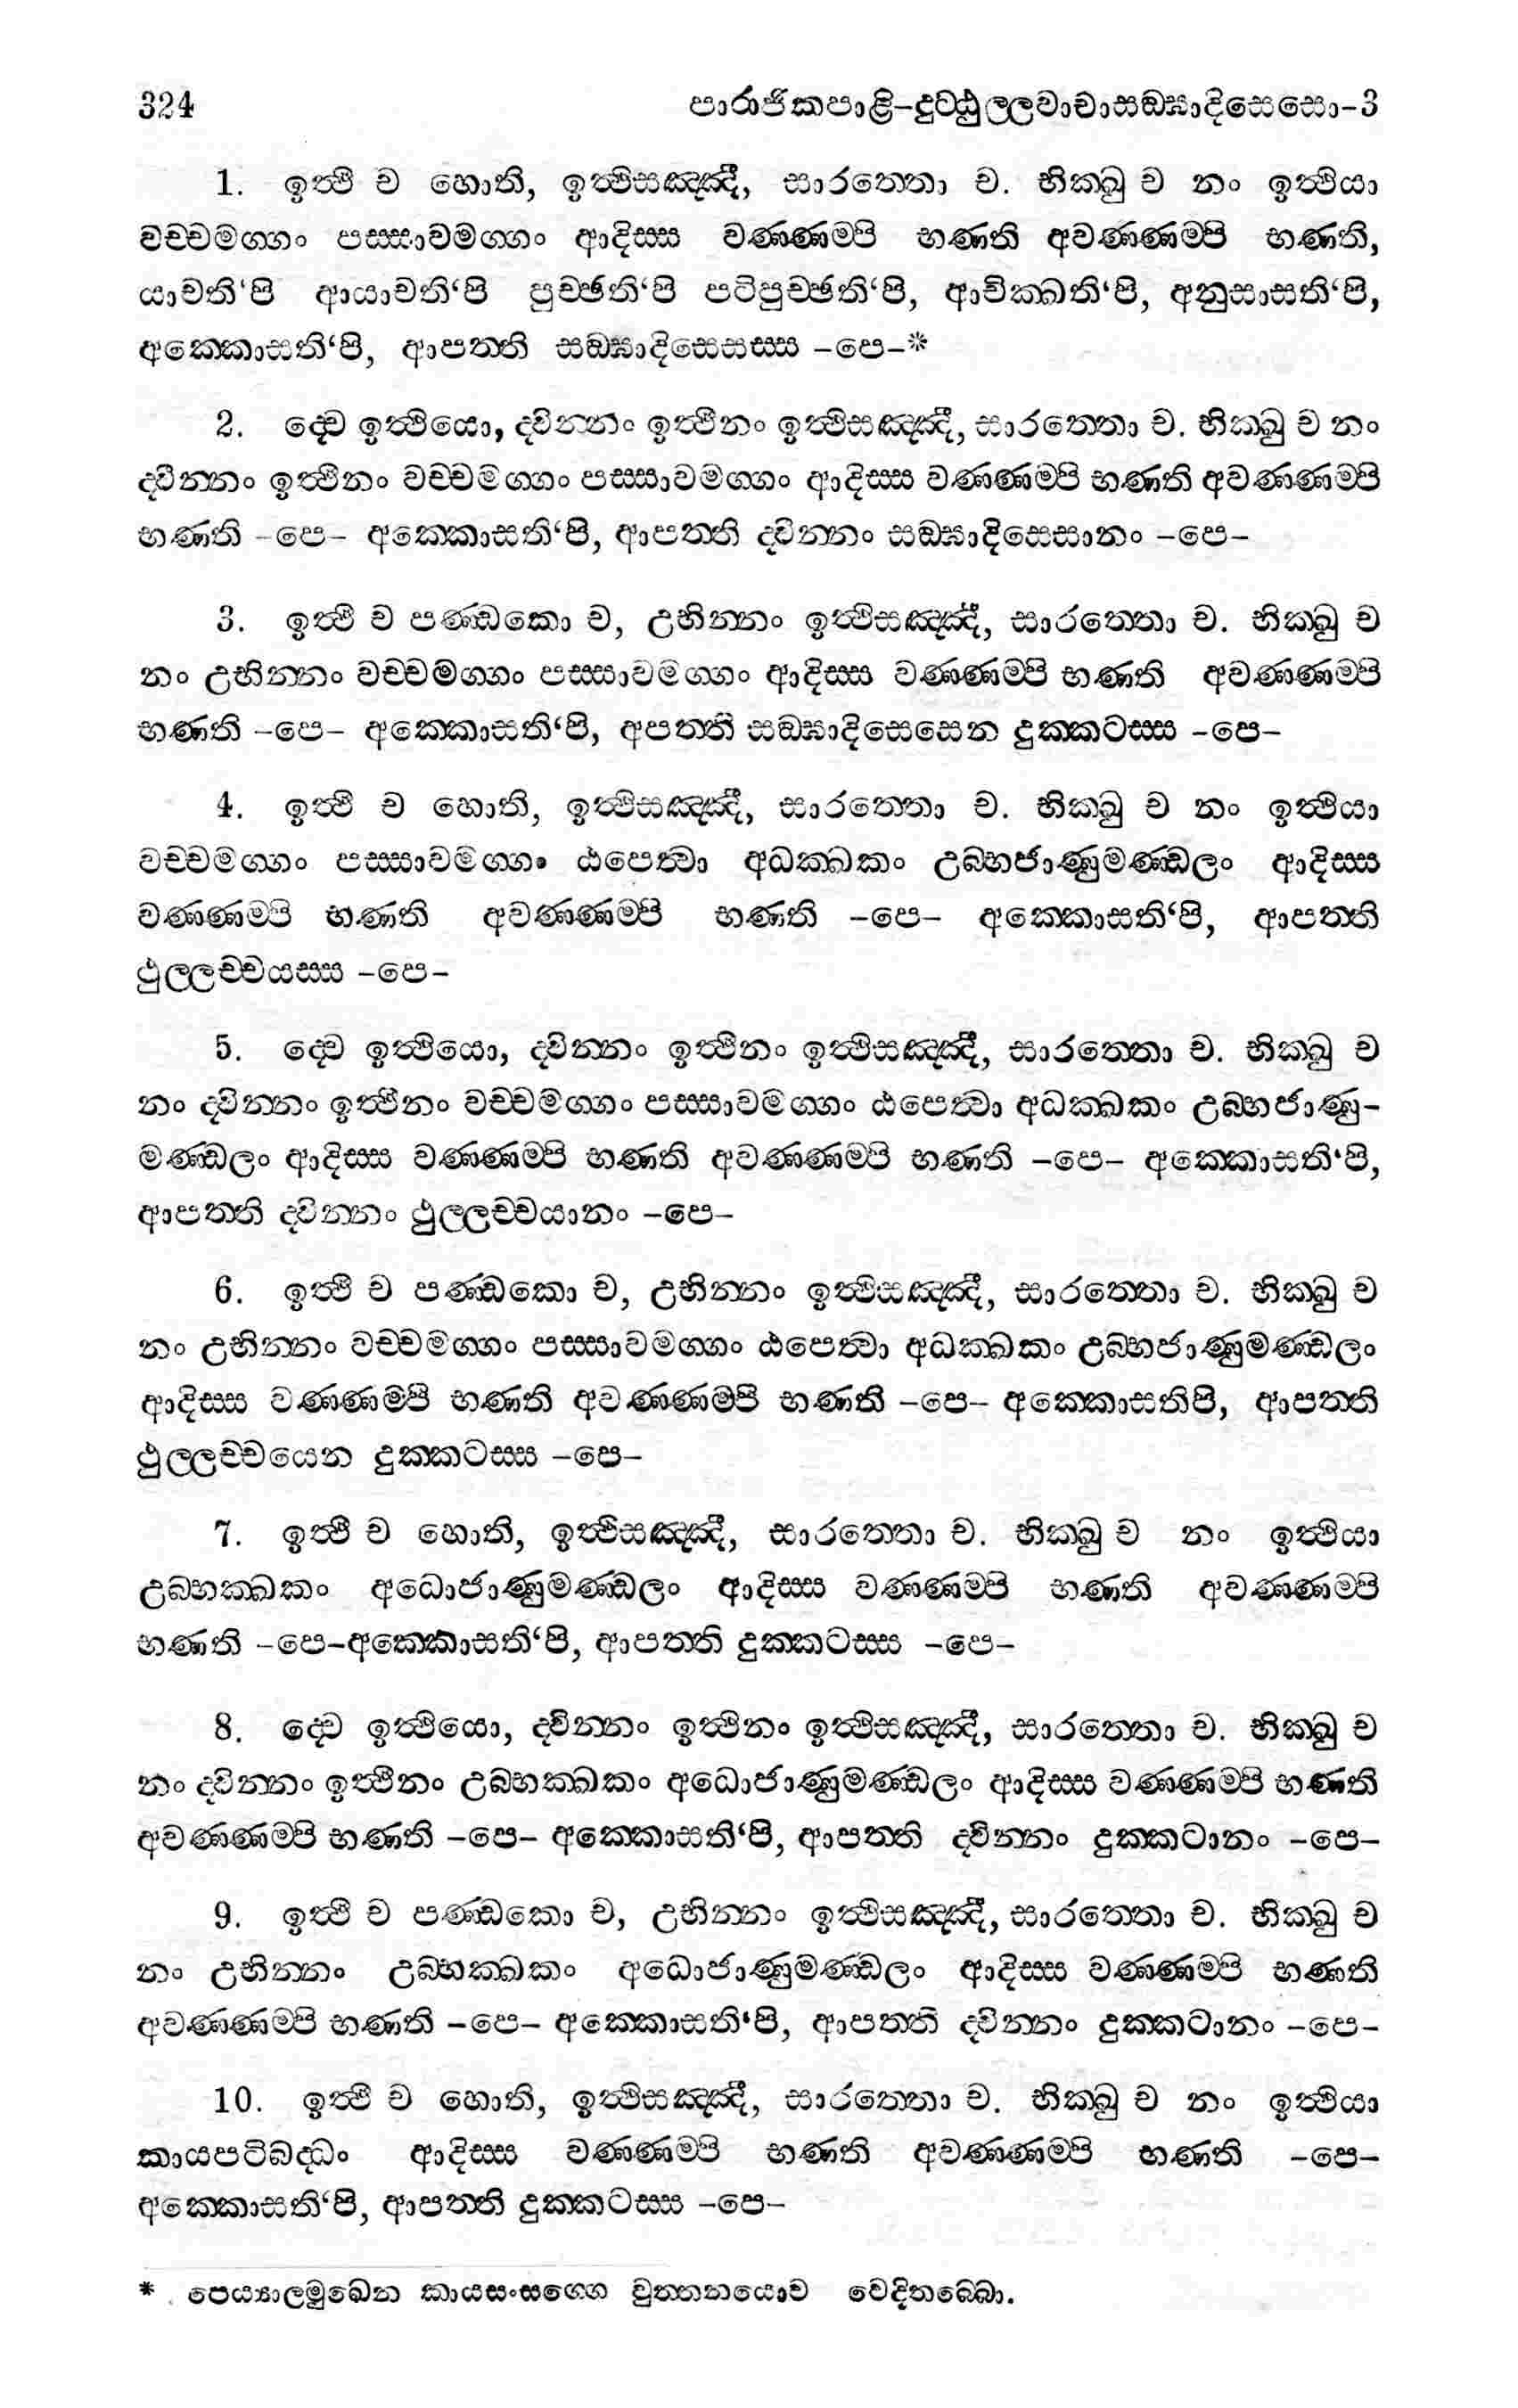 324 පාරාජිකපාළි-දුට්ඨුල්ලවාචාසඞ්ඝාදිසෙසො-3
1. ඉත්‍ථී ච හොති, ඉත්‍ථිසඤ්ඤී, සාරත්තො ච. භික්ඛු ච නං ඉත්‍ථියා
වච්චමග්ගං පස්සාවමග්ගං ආදිස්ස වණ්ණම්පි භණති අවණ්ණම්පි භණති,
යාචති‘පි ආයාචති‘පි පුච්ඡති‘පි පටිපුච්ඡති‘පි, ආචික්ඛති‘පි, අනුසාසති‘පි,
අක්කොසති‘පි, ආපත්ති සඞ්ඝාදිසෙසස්ස –පෙ–*
2. ද්වෙ ඉත්‍ථියො, ද්වින්නං ඉත්‍ථීනං ඉත්‍ථිසඤ්ඤී, සාරත්තො ච. භික්ඛු ච නං
ද්වීන්නං ඉත්‍ථීනං වච්චමග්ගං පස්සාවමග්ගං ආදිස්ස වණ්ණම්පි භණති අවණ්ණම්පි
භණති –පෙ– අක්කොසති‘පි, ආපත්ති ද්වින්නං සඞ්ඝාදිසෙසානං –පෙ–
3. ඉත්‍ථී ච පණ්ඩකො ච, උභින්නං ඉත්‍ථිසඤ්ඤී, සාරත්තො ච. භික්ඛු ච
නං උභින්නං වච්චමග්ගං පස්සාවමග්ගං ආදිස්ස වණ්ණම්පි භණති අවණ්ණම්පි
භණති –පෙ– අක්කොසති‘පි, අපත්ති සඞ්ඝාදිසෙසෙන දුක්කටස්ස –පෙ–
4. ඉත්‍ථී ච හොති, ඉත්‍ථිසඤ්ඤී, සාරත්තො ච. භික්ඛු ච නං ඉත්‍ථියා
වච්චමග්ගං පස්සාවමග්ගං ඨපෙත්‍වා අධක්ඛකං උබ්භජාණුමණ්ඩලං ආදිස්ස
වණ්ණම්පි භණති අවණ්ණම්පි භණති –පෙ– අක්කොසති‘පි, ආපත්ති
ථුල්ලච්චයස්ස –පෙ–
5. ද්වෙ ඉත්‍ථියො, ද්වින්නං ඉත්‍ථිනං ඉත්‍ථිසඤ්ඤී, සාරත්තො ච. භික්ඛු ච
නං ද්වින්නං ඉත්‍ථීනං වච්චමග්ගං පස්සාවමග්ගං ඨපෙත්‍වා අධක්ඛකං උබ්භජාණු–
මණ්ඩලං ආදිස්ස වණ්ණම්පි භණති අවණ්ණම්පි භණති –පෙ– අක්කොසති‘පි,
ආපත්ති ද්වින්නං ථුල්ලච්චයානං –පෙ–
6. ඉත්‍ථී ච පණ්ඩකො ච, උභින්නං ඉත්‍ථිසඤ්ඤී, සාරත්තො ච. භික්ඛු ච
නං උභින්නං වච්චමග්ගං පස්සාවමග්ගං ඨපෙත්‍වා අධක්ඛකං උබ්භජාණුමණ්ඩලං
ආදිස්ස වණ්ණම්පි භණති අවණ්ණම්පි භණති –පෙ– අක්කොසතිපි, ආපත්ති
ථුල්ලච්චයෙන දුක්කටස්ස –පෙ–
7. ඉත්‍ථී ච හොති, ඉත්‍ථිසඤ්ඤී, සාරත්තො ච. භික්ඛු ච නං ඉත්‍ථියා
උබ්භක්ඛකං අධොජාණුමණ්ඩලං ආදිස්ස වණ්ණම්පි භණති අවණ්ණම්පි
භණති –පෙ–අක්කොසති‘පි, ආපත්ති දුක්කටස්ස –පෙ–
8. ද්වෙ ඉත්‍ථියො, ද්වින්නං ඉත්‍ථිනං ඉත්‍ථිසඤ්ඤී, සාරත්තො ච. භික්ඛු ච
නං ද්වින්නං ඉත්‍ථීනං උබ්භක්ඛකං අධොජාණුමණ්ඩලං ආදිස්ස වණ්ණම්පි භණති
අවණ්ණම්පි භණති –පෙ– අක්කොසති‘පි, ආපත්ති ද්වින්නං දුක්කටානං –පෙ–
9. ඉත්‍ථි ච පණ්ඩකො ච, උභින්නං ඉත්‍ථිසඤ්ඤී, සාරත්තො ච. භික්ඛු ච
නං උභින්නං උබ්භක්ඛකං අධොජාණුමණ්ඩලං ආදිස්ස වණ්ණම්පි භණති
අවණ්ණම්පි භණති –පෙ– අක්කොසති‘පි, ආපත්ති ද්වින්නං දුක්කටානං –පෙ–
10. ඉත්‍ථී ච හොති, ඉත්‍ථිසඤ්ඤී, සාරත්තො ච. භික්ඛු ච නං ඉත්‍ථියා
කායපටිබද්ධං ආදිස්ස වණ්ණම්පි භණති අවණ්ණම්පි භණති –පෙ–
අක්කොසති‘පි, ආපත්ති දුක්කටස්ස –පෙ–
* පෙය්‍යාලමුඛෙන කායසංසග්ගෙ වුත්තනයොව වෙදිතබ්බො.